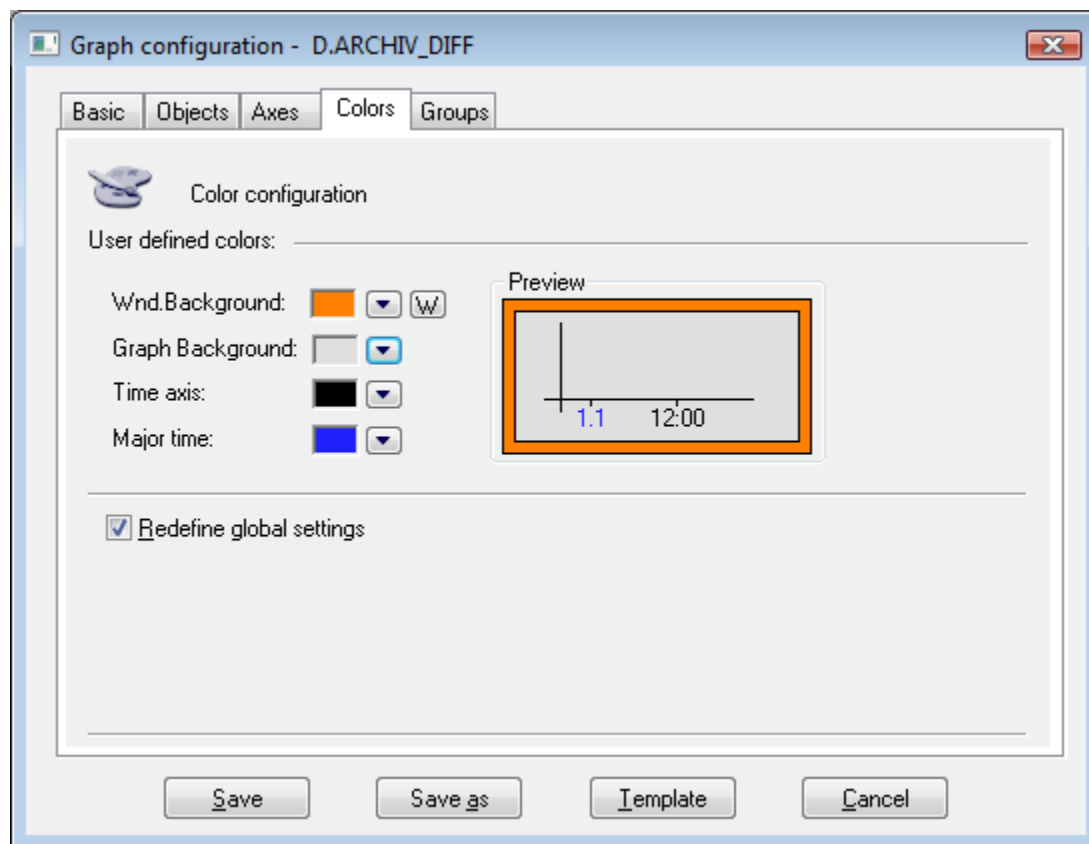 Graph configuration - D.ARCHIV_DIFF
Basic Objects Axes Colors Groups
Color configuration
User defined colors:
Wnd.Background: W
Graph Background:
Time axis:
Major time:
Preview
1.1 12:00
Redefine global settings
Save Save as Template Cancel